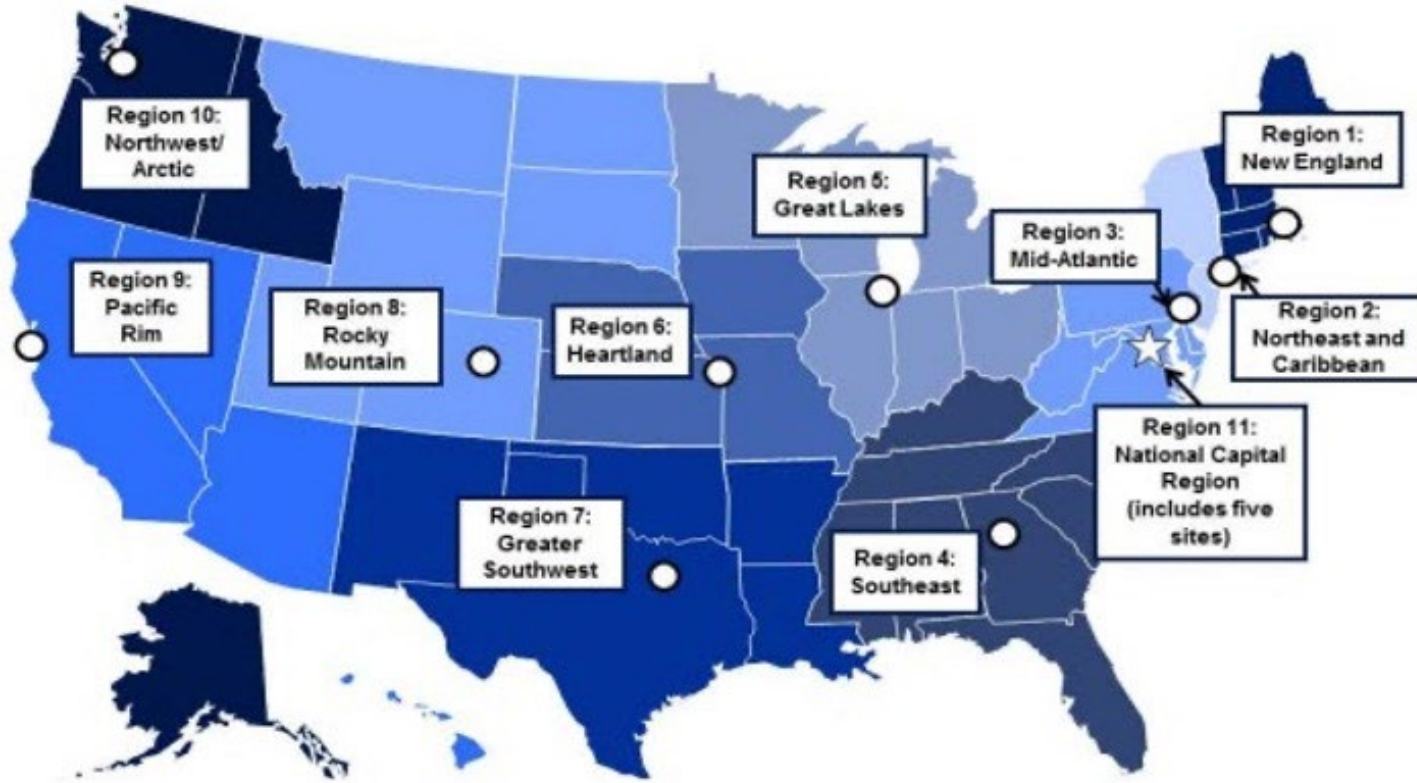 Region 10:
Northwest/
Arctic
Region 1:
New England
Region 5:
Great Lakes
Region 3:
Mid-Atlantic
Region 9:
Pacific
Rim
Region 8:
Rocky
Mountain
Region 6:
Heartland
Region 2:
Northeast and
Caribbean
Region 11:
National Capital
Region
(includes five
sites)
Region 7:
Greater
Southwest
Region 4:
Southeast